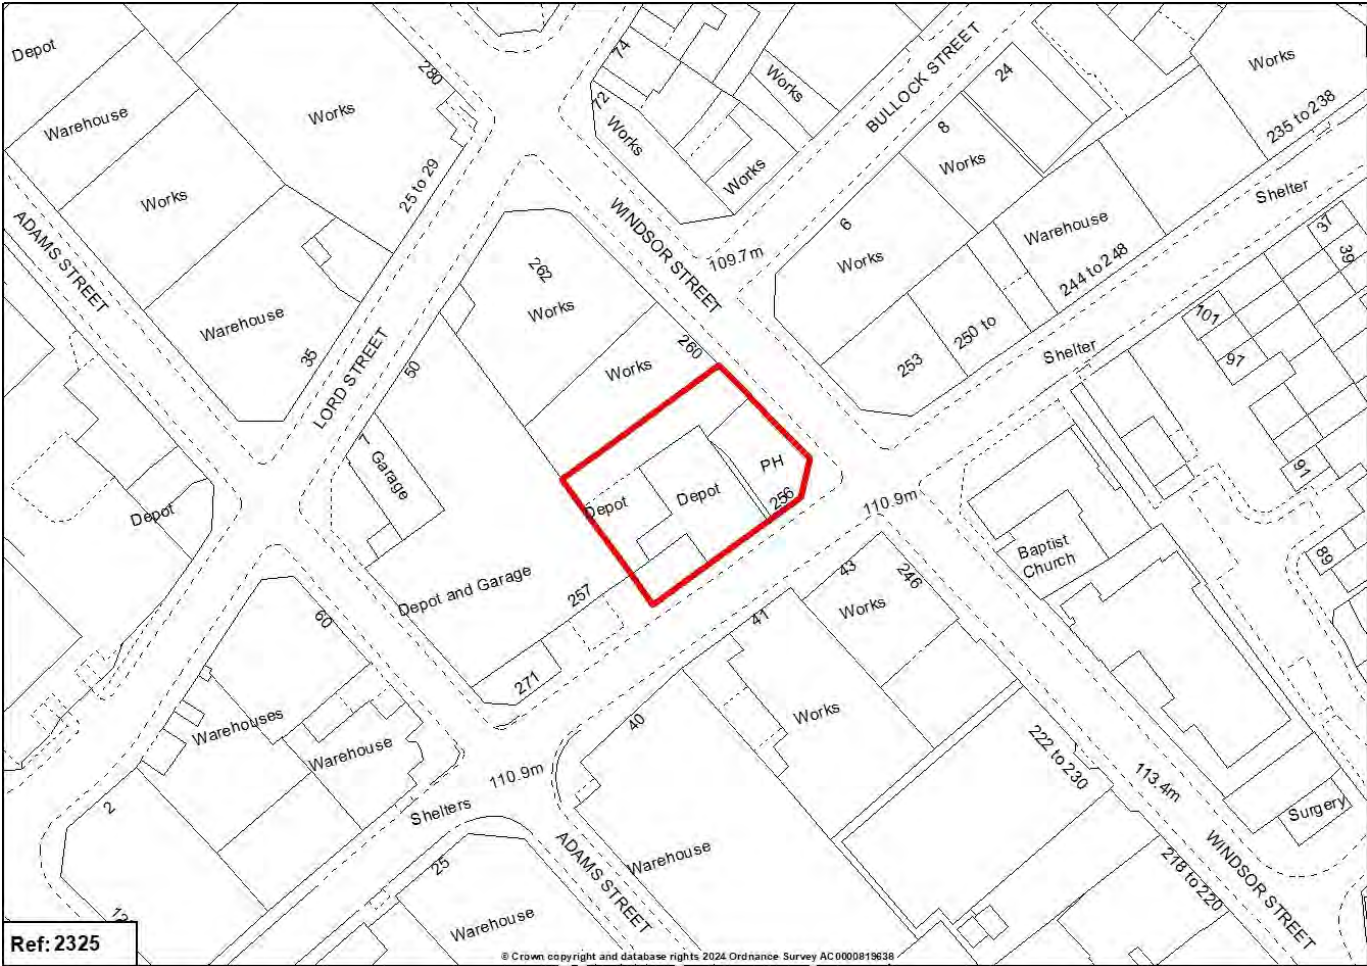 Depot
Warehouse
Works
280
Works
25 to 29
ADAMS STREET
Warehouse
35
LORD STREET
50
74
72
Works
Works
Works
BULLOCK STREET
24
8
Works
Works
235 to 238
Shelter
37
39
WINDSOR STREET
109.7m
6
Works
Warehouse
244 to 248
250 to
253
Shelter
101
97
91
89
262
Works
260
Works
7
Garage
Depot
Depot
PH
256
110.9m
Baptist
Church
Depot
Depot and Garage
257
271
60
Warehouses
Warehouse
2
43
246
Works
41
Works
40
222 to 230
113.4m
Surgery
WINDSOR STREET
218 to 220
110.9m
Shelters
ADAMS STREET
Warehouse
25
Warehouse
Ref: 2325
© Crown copyright and database rights 2024 Ordnance Survey AC0000819638